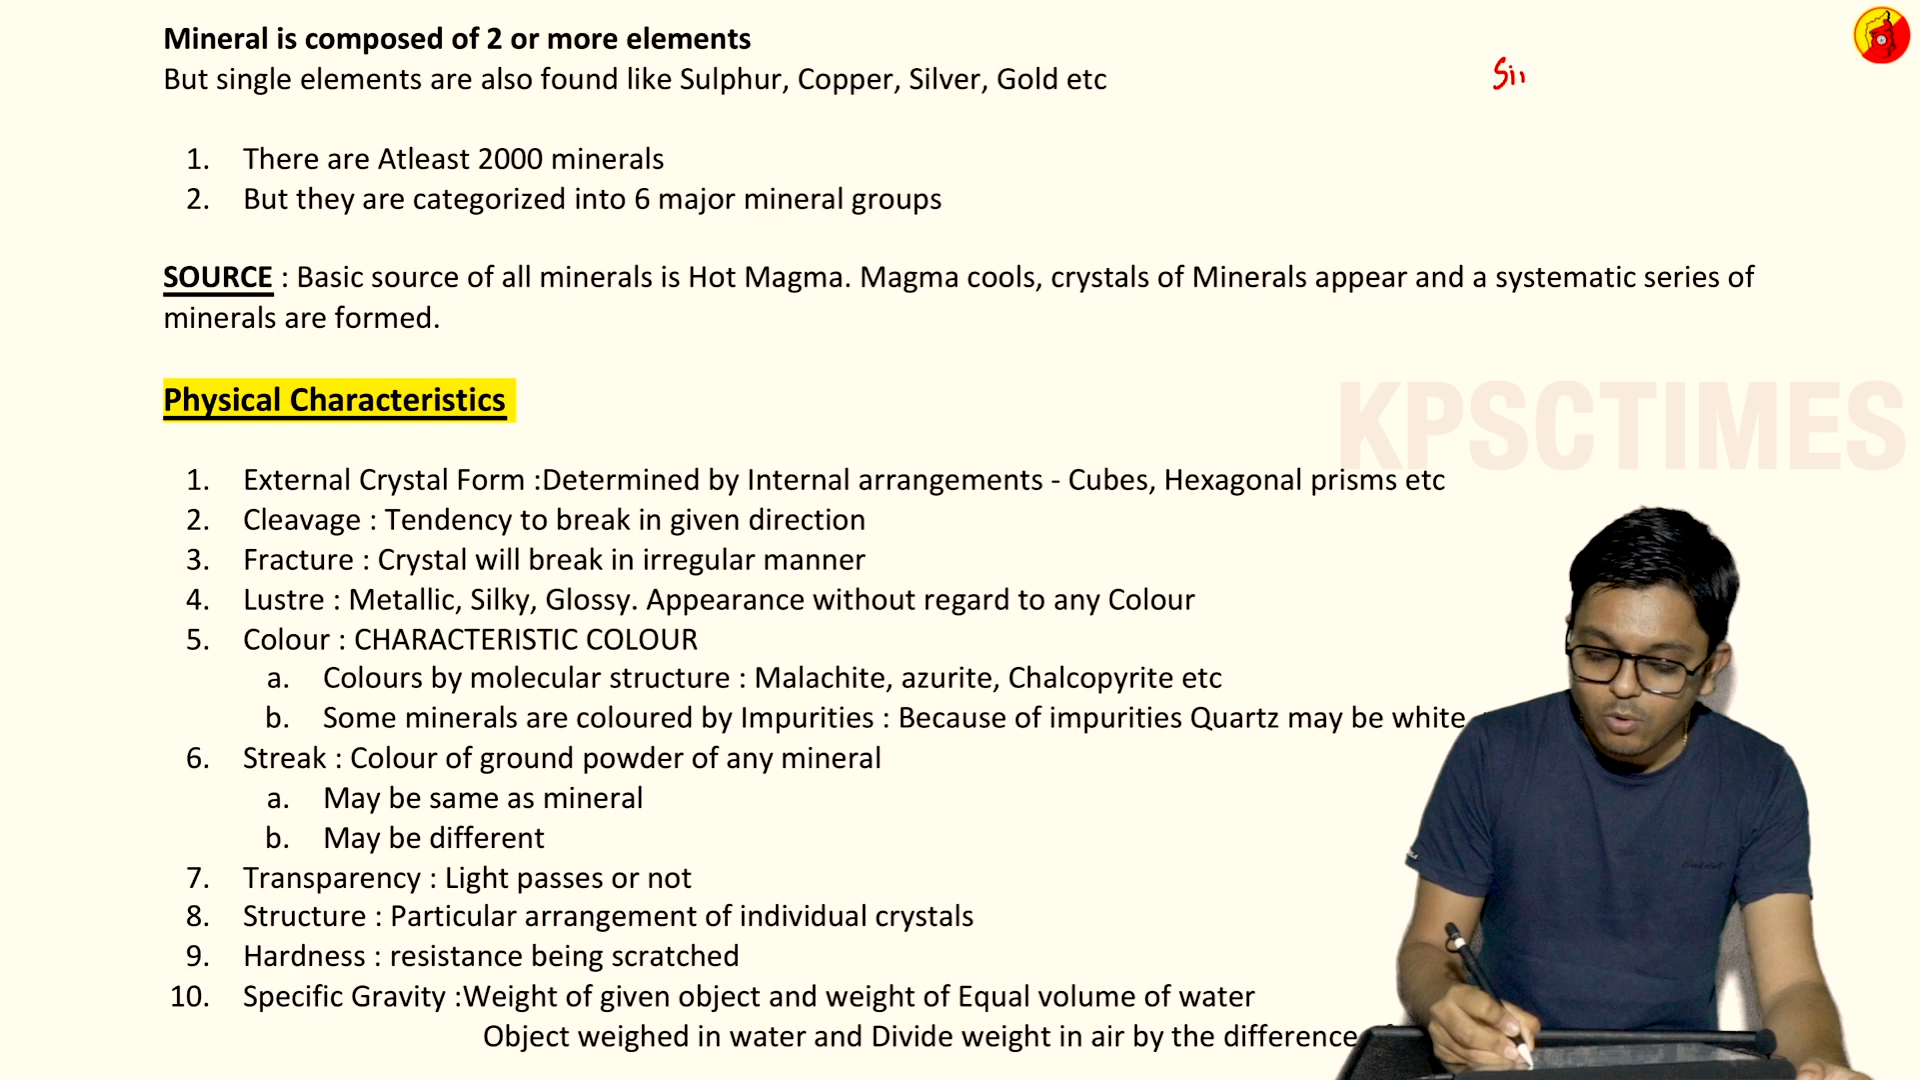 Mineral is composed of 2 or more elements
But single elements are also found like Sulphur, Copper, Silver, Gold etc
1. There are Atleast 2000 minerals
2. But they are categorized into 6 major mineral groups
SOURCE : Basic source of all minerals is Hot Magma. Magma cools, crystals of Minerals appear and a systematic series of
minerals are formed.
Physical Characteristics
KPSCTIMES
1. External Crystal Form :Determined by Internal arrangements - Cubes, Hexagonal prisms etc
2. Cleavage : Tendency to break in given direction
3. Fracture : Crystal will break in irregular manner
4. Lustre : Metallic, Silky, Glossy. Appearance without regard to any Colour
5. Colour : CHARACTERISTIC COLOUR
a. Colours by molecular structure : Malachite, azurite, Chalcopyrite etc
b. Some minerals are coloured by Impurities : Because of impurities Quartz may be white
6. Streak : Colour of ground powder of any mineral
a. May be same as mineral
b. May be different
7. Transparency : Light passes or not
8. Structure : Particular arrangement of individual crystals
9. Hardness : resistance being scratched
10. Specific Gravity :Weight of given object and weight of Equal volume of water
Object weighed in water and Divide weight in air by the difference